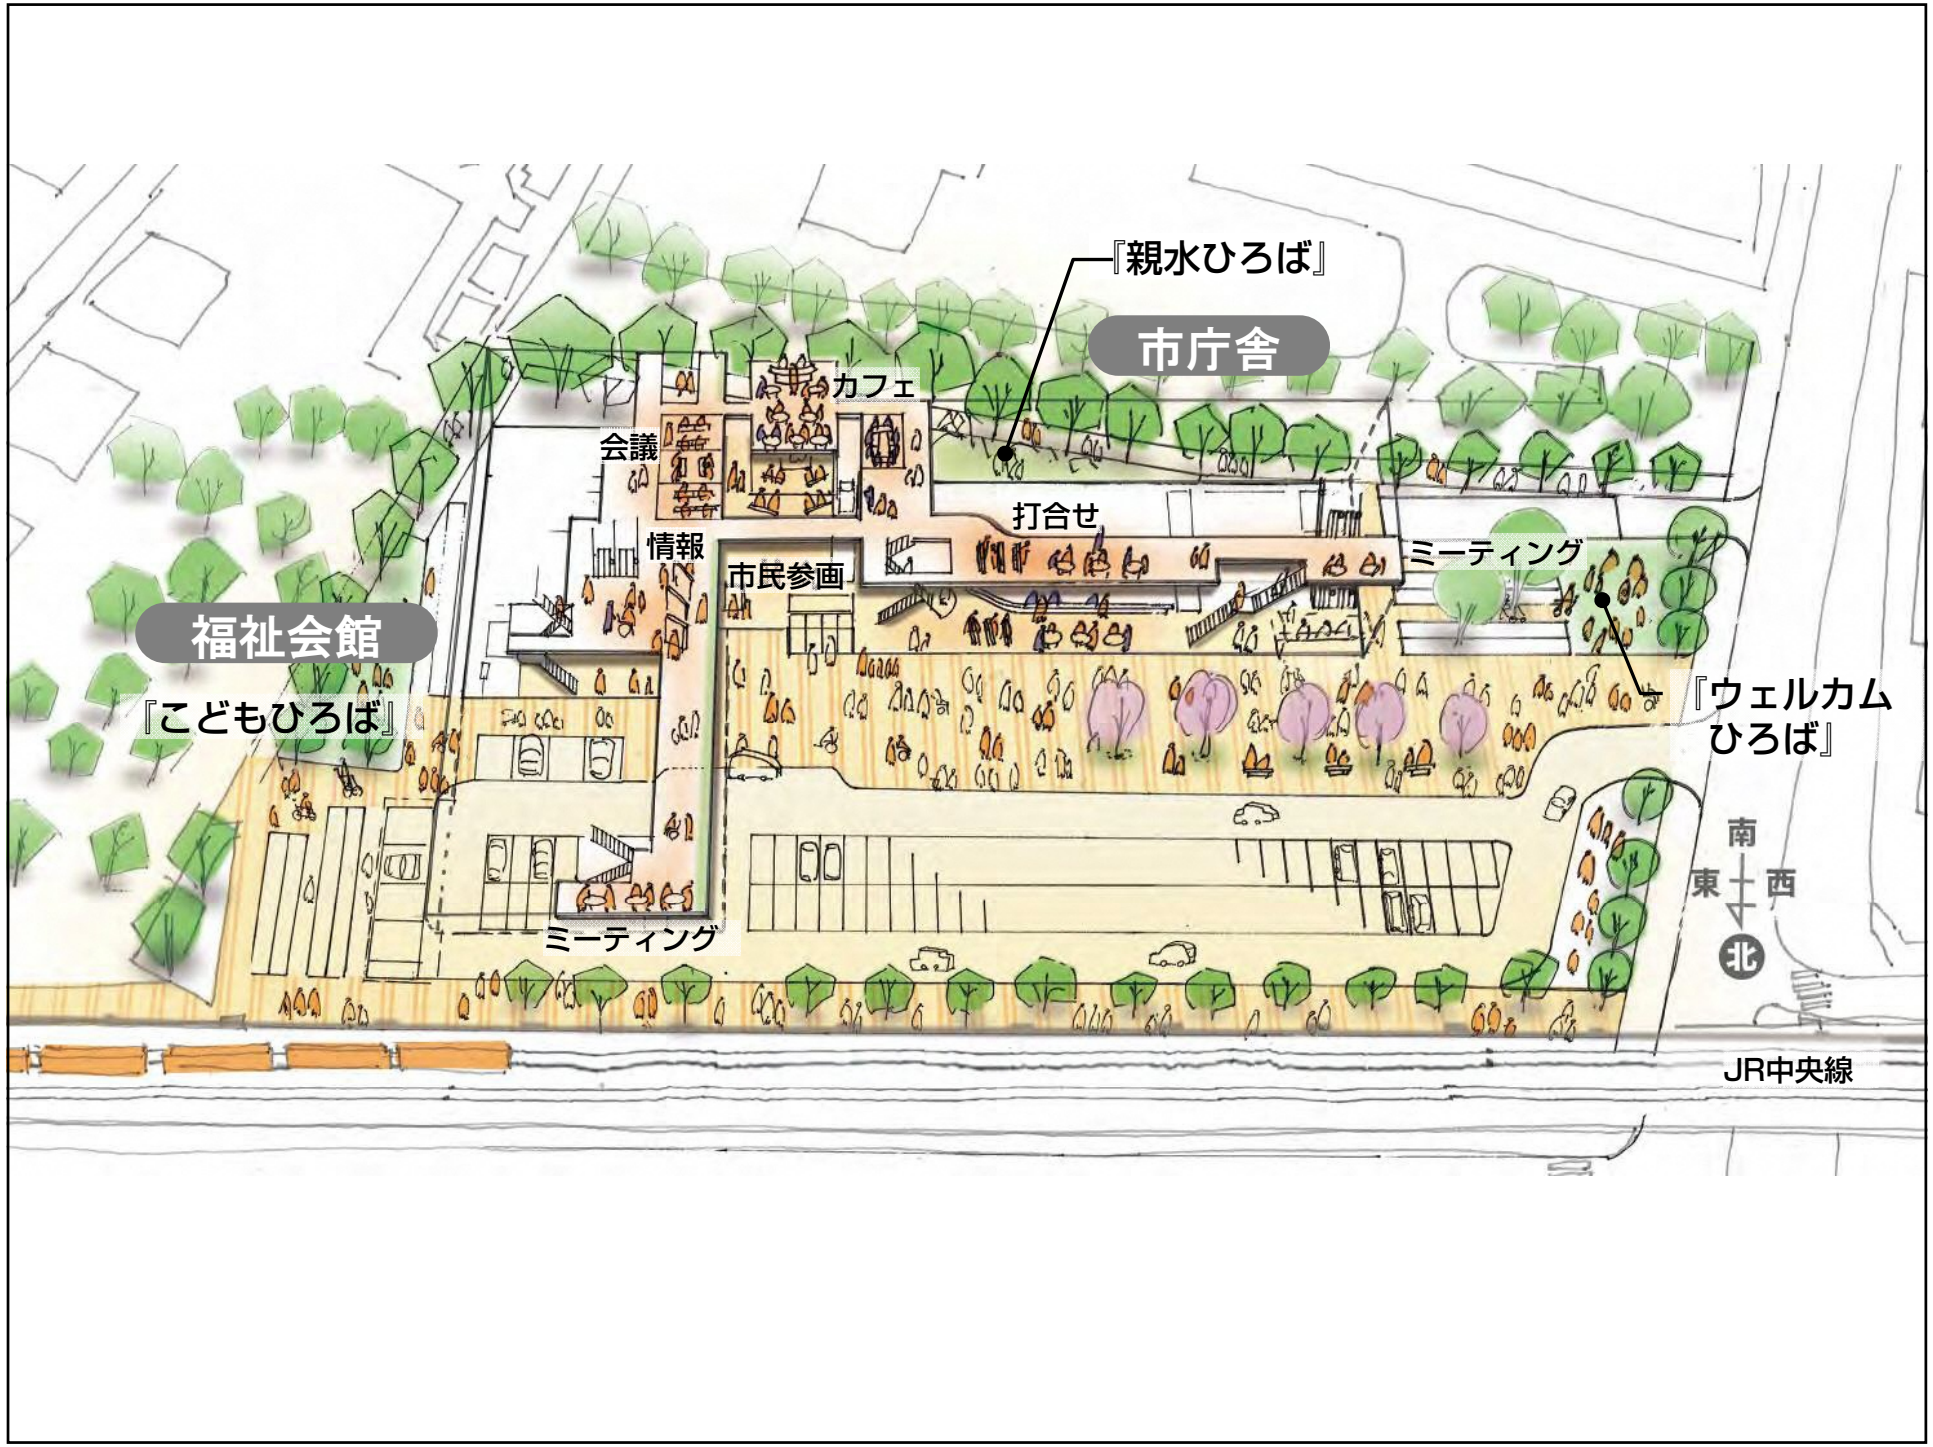 『親水ひろば』
市庁舎
カフェ
会議
打合せ
情報
ミーティング
市民参画
福祉会館
『こどもひろば』
『ウェルカム
ひろば』
南
東
西
北
ミーティング
JR中央線